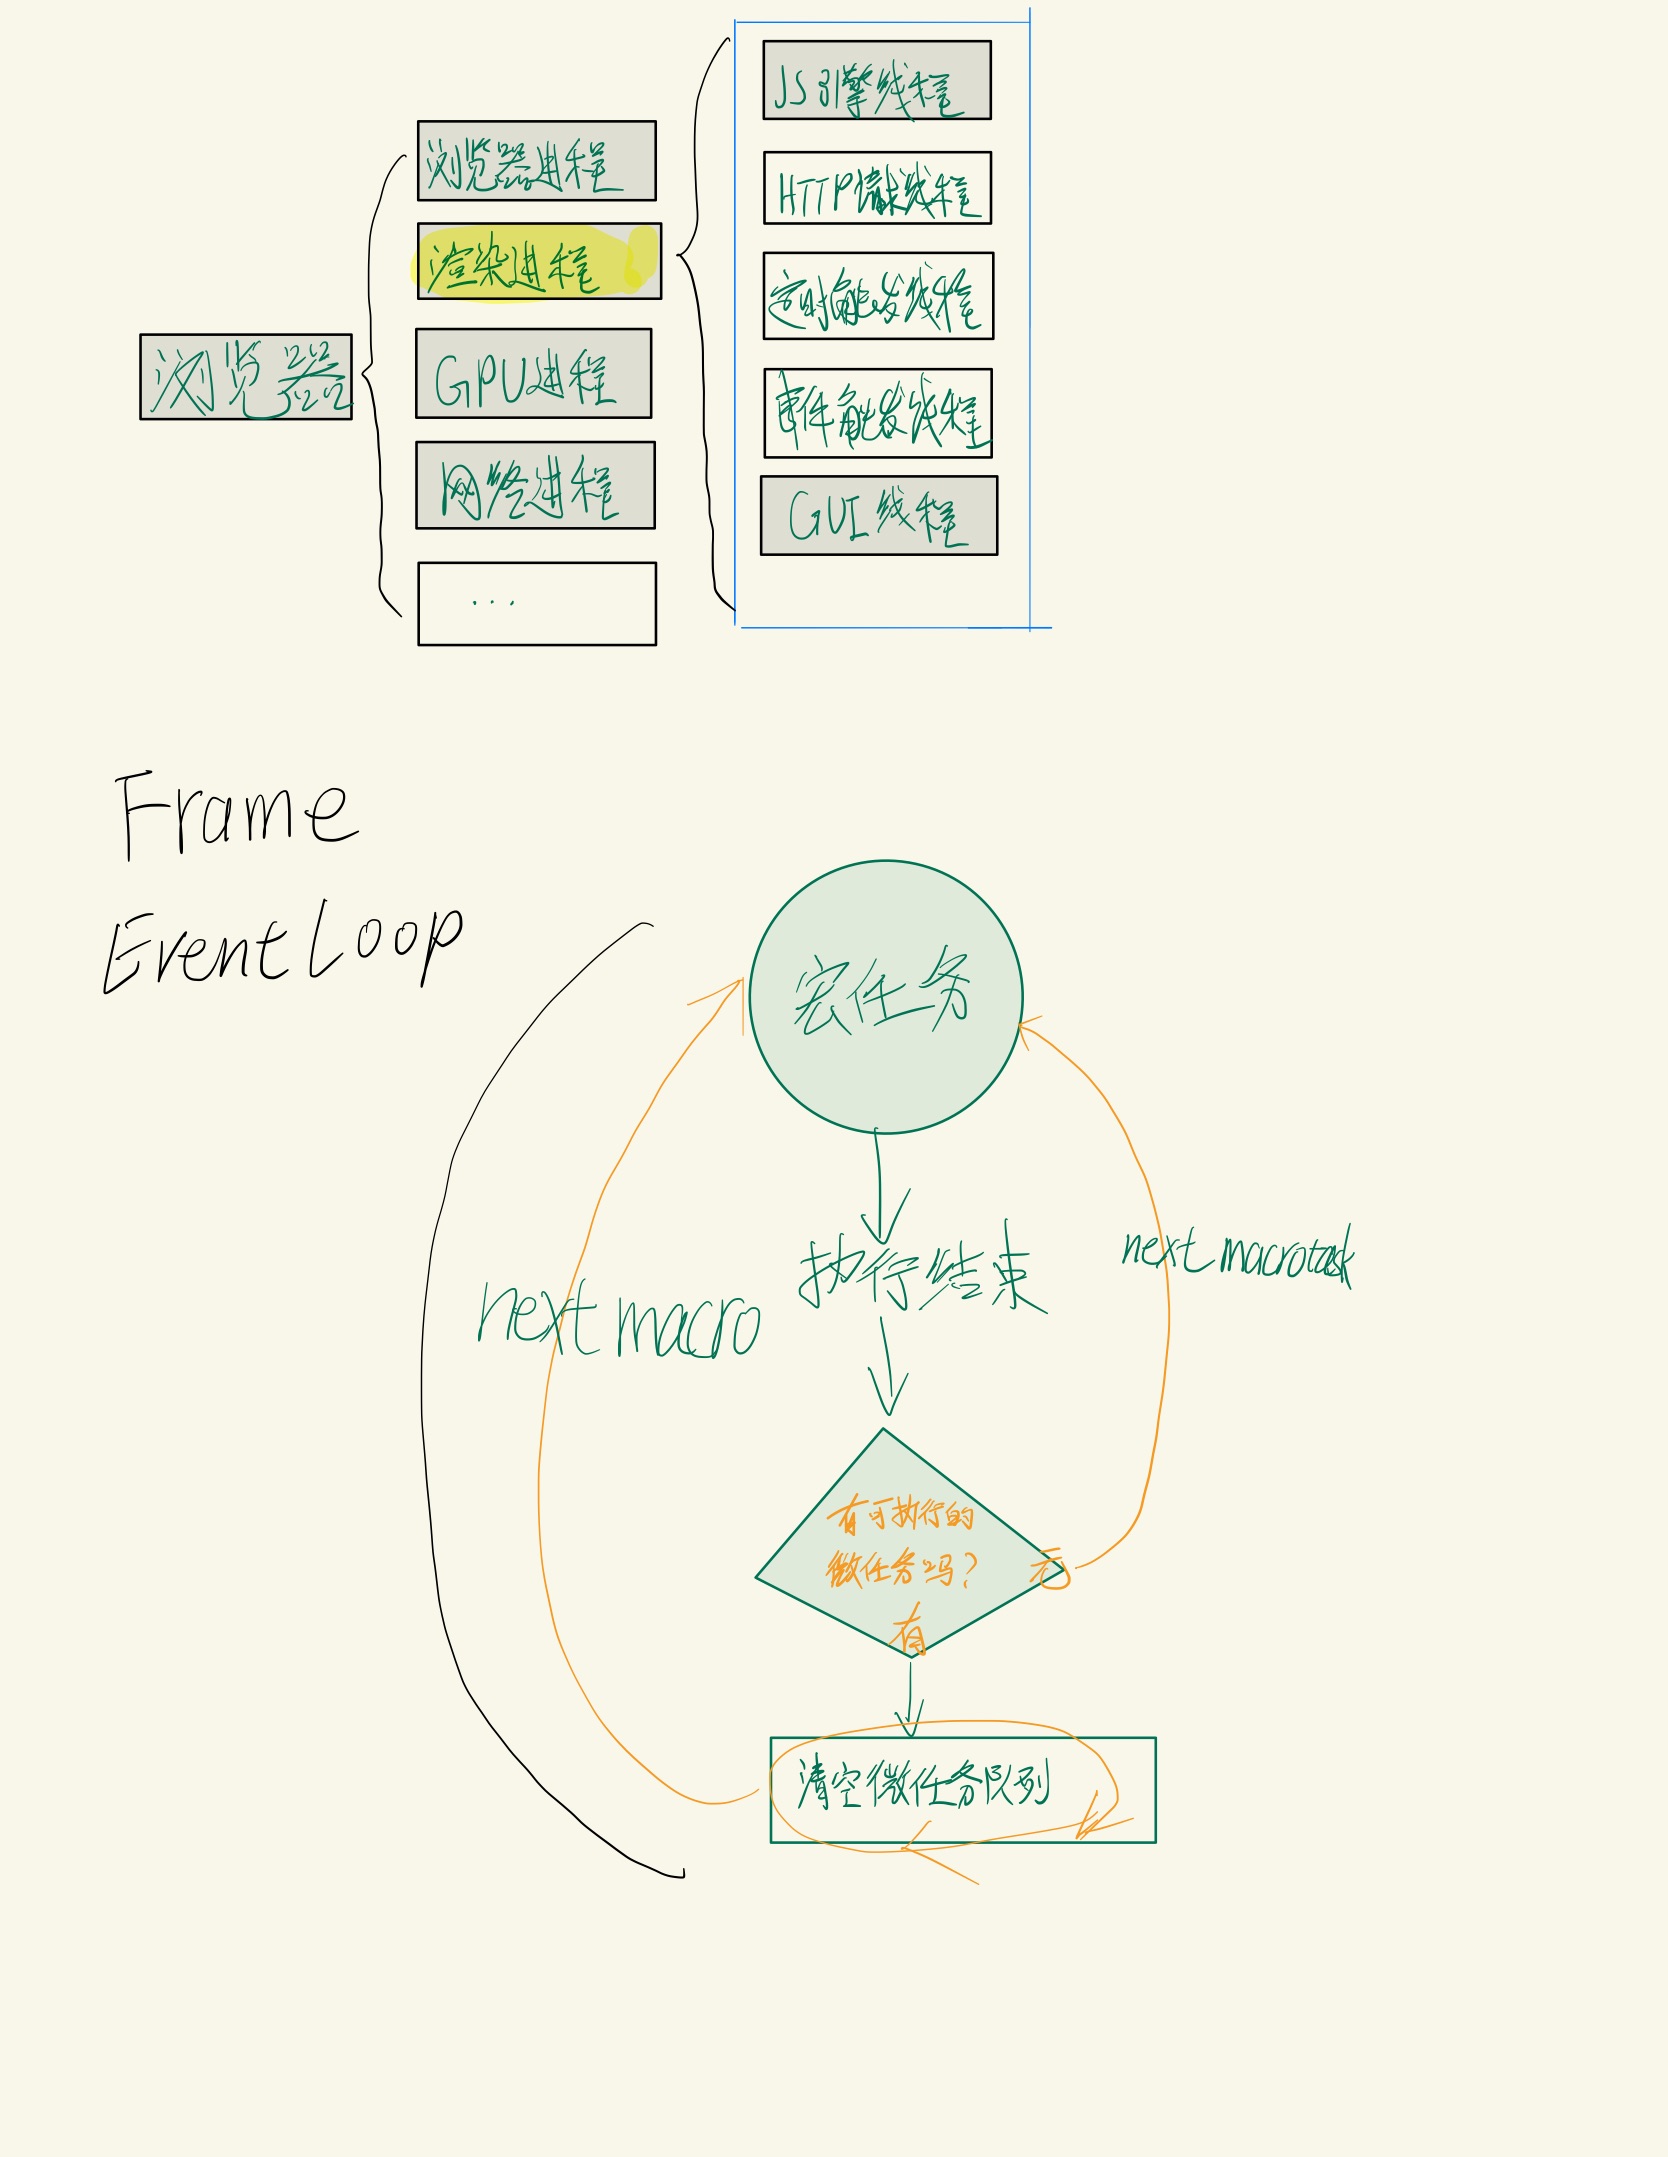 浏览器
浏览器进程
渲染进程
GPU进程
网络进程
...
JS引擎线程
HTTP请求线程
定时触发线程
事件触发线程
GUI线程
Frame
Event Loop
宏任务
执行结束
next macro
next macrotask
有可执行的
微任务吗?
否
有
清空微任务队列